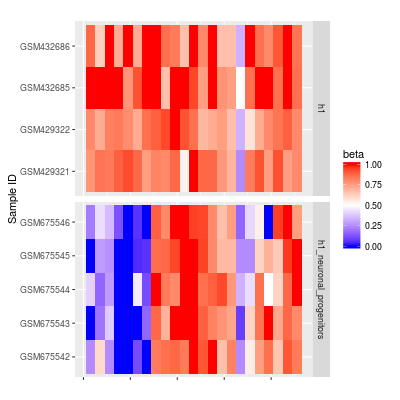 GSM432686
GSM432685
GSM429322
GSM429321
h1
GSM675546
GSM675545
GSM675544
GSM675543
GSM675542
h1_neuronal_progenitors
Sample ID
beta
1.00
0.75
0.50
0.25
0.00